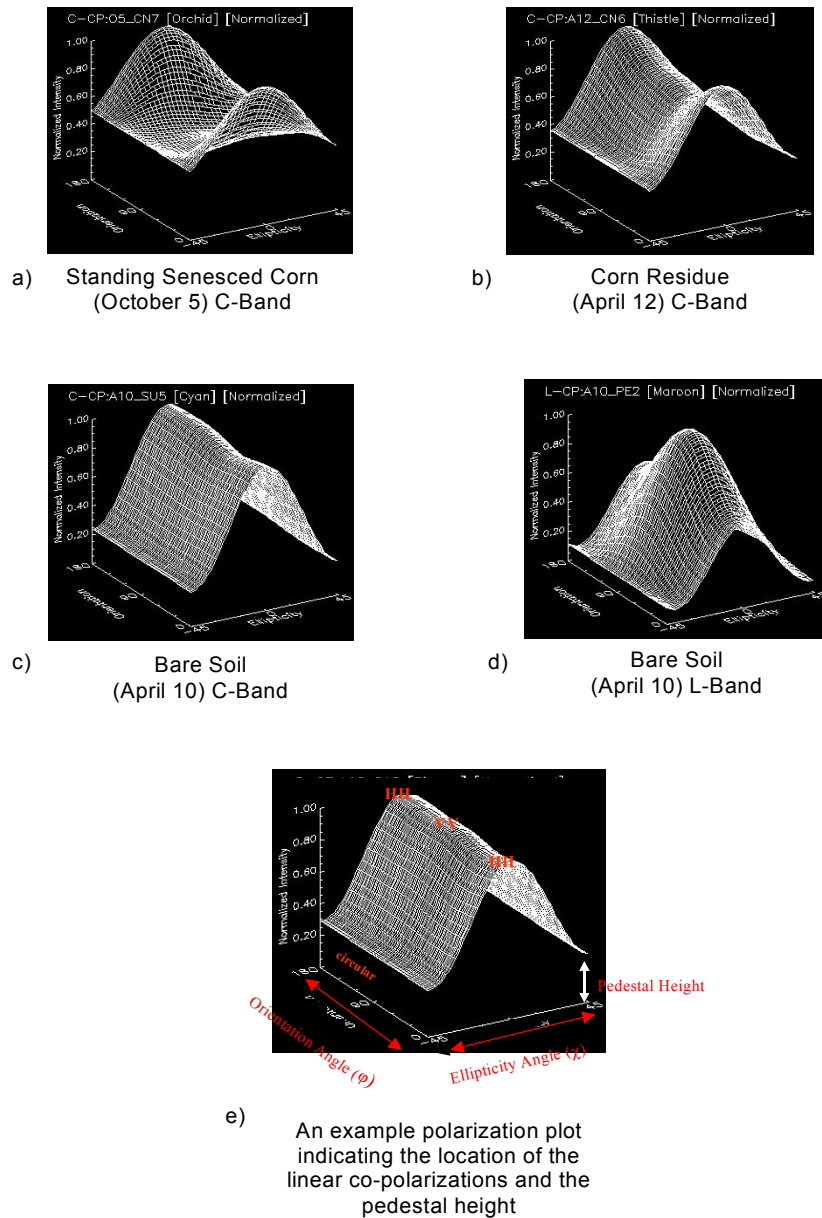 C-CP:O5_CN7 [Orchid] [Normalized]
Normalized Intensity
1.00
0.80
0.60
0.40
0.20
180
90
0
Orientation
-45
0
45
Ellipticity
a) Standing Senesced Corn
(October 5) C-Band
C-CP:A12_CN6 [Thistle] [Normalized]
Normalized Intensity
1.00
0.80
0.60
0.40
0.20
180
90
0
Orientation
-45
0
45
Ellipticity
b) Corn Residue
(April 12) C-Band
C-CP:A10_SU5 [Cyan] [Normalized]
Normalized Intensity
1.00
0.80
0.60
0.40
0.20
180
90
0
Orientation
-45
0
45
Ellipticity
c) Bare Soil
(April 10) C-Band
L-CP:A10_PE2 [Maroon] [Normalized]
Normalized Intensity
1.00
0.80
0.60
0.40
0.20
180
90
0
Orientation
-45
0
45
Ellipticity
d) Bare Soil
(April 10) L-Band
HH
VV
HH
Normalized Intensity
1.00
0.80
0.60
0.40
0.20
circular
180
90
0
-45
45
Pedestal Height
Orientation Angle (φ)
Ellipticity Angle (χ)
e) An example polarization plot
indicating the location of the
linear co-polarizations and the
pedestal height